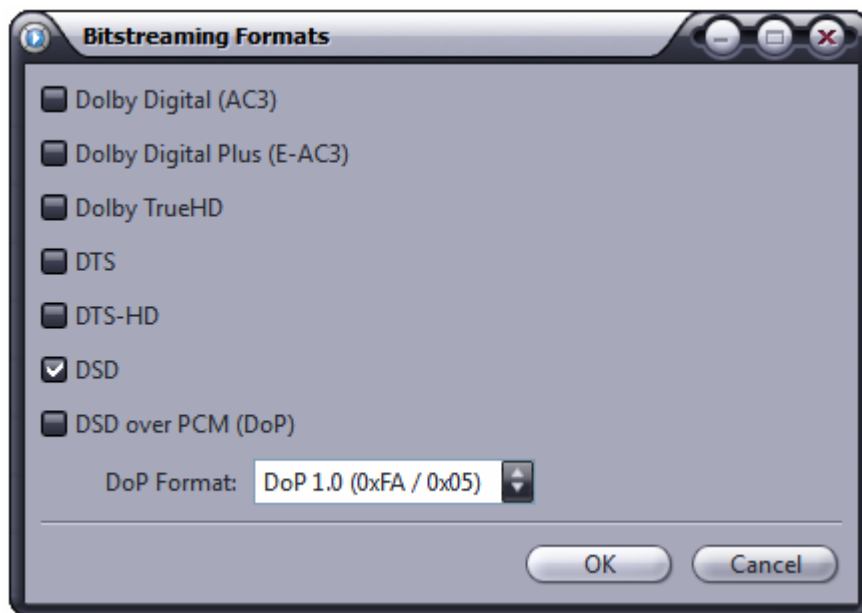 Bitstreaming Formats
Dolby Digital (AC3)
Dolby Digital Plus (E-AC3)
Dolby TrueHD
DTS
DTS-HD
DSD
DSD over PCM (DoP)
DoP Format: DoP 1.0 (0xFA / 0x05)
OK Cancel